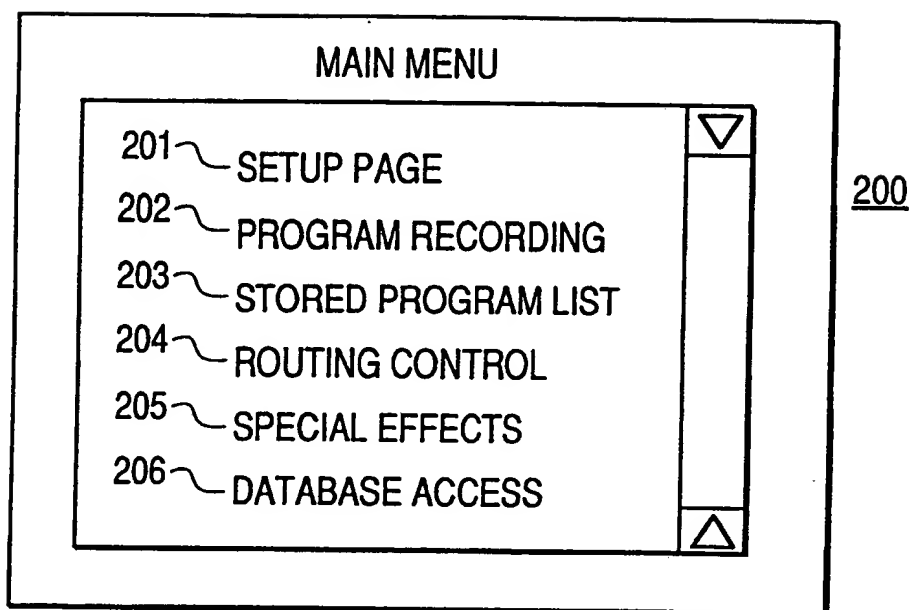 MAIN MENU
201 SETUP PAGE
200
202 PROGRAM RECORDING
203 STORED PROGRAM LIST
204 ROUTING CONTROL
205 SPECIAL EFFECTS
206 DATABASE ACCESS